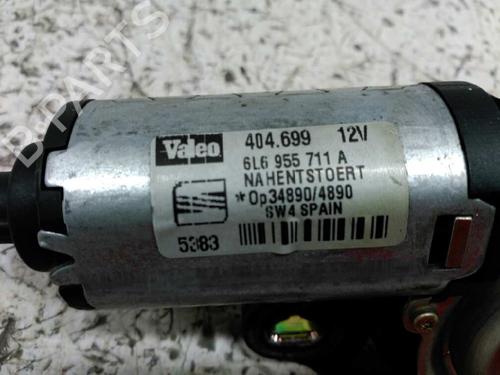 B-PARTS
Valeo 404.699 12V
6L6 955 711 A
NAHENTSTOERT
*Op34890/4890
SW4 SPAIN
5383